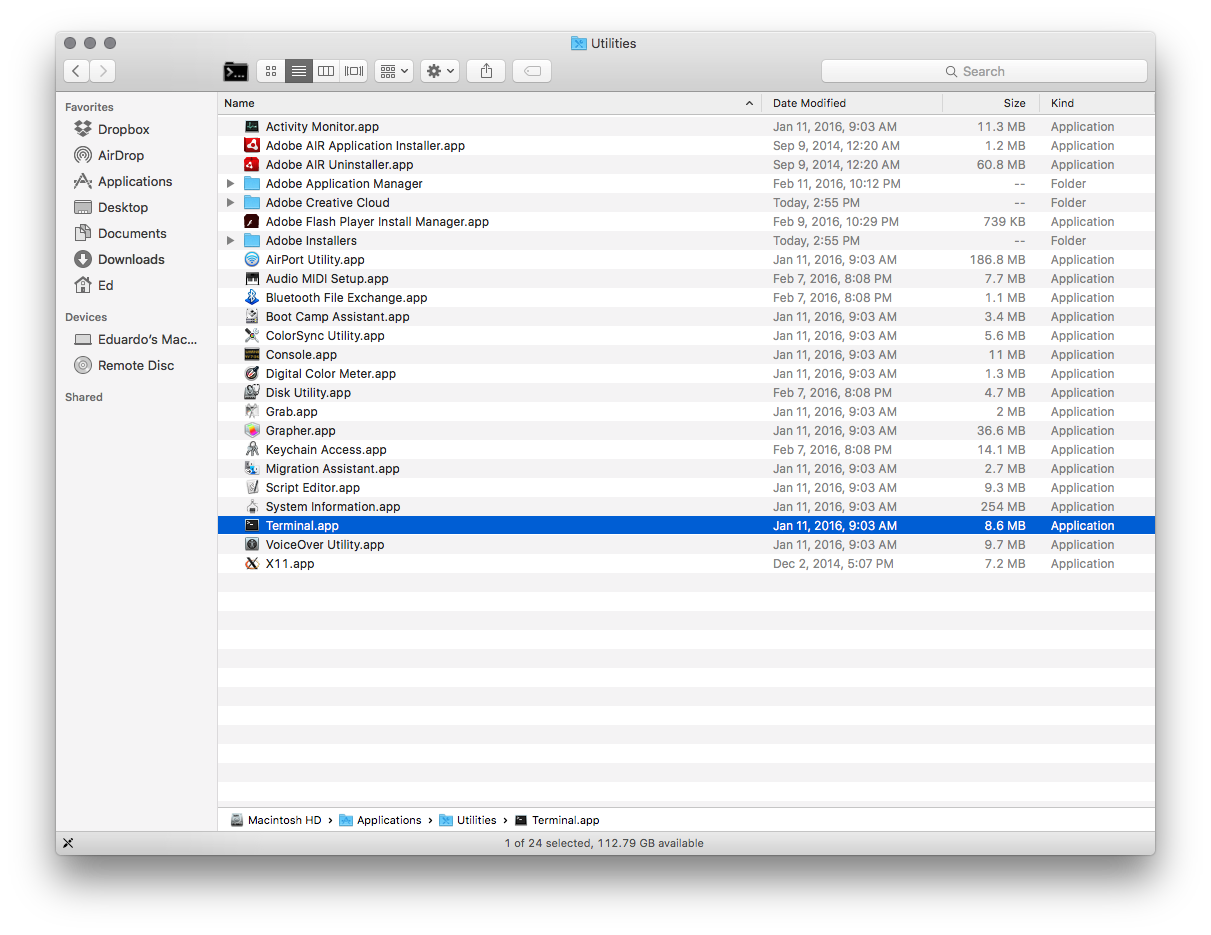 Utilities
Search
Favorites
Dropbox
AirDrop
Applications
Desktop
Documents
Downloads
Ed
Devices
Eduardo’s Mac...
Remote Disc
Shared
Name Date Modified Size Kind
Activity Monitor.app Jan 11, 2016, 9:03 AM 11.3 MB Application
Adobe AIR Application Installer.app Sep 9, 2014, 12:20 AM 1.2 MB Application
Adobe AIR Uninstaller.app Sep 9, 2014, 12:20 AM 60.8 MB Application
Adobe Application Manager Feb 11, 2016, 10:12 PM -- Folder
Adobe Creative Cloud Today, 2:55 PM -- Folder
Adobe Flash Player Install Manager.app Feb 9, 2016, 10:29 PM 739 KB Application
Adobe Installers Today, 2:55 PM -- Folder
AirPort Utility.app Jan 11, 2016, 9:03 AM 186.8 MB Application
Audio MIDI Setup.app Feb 7, 2016, 8:08 PM 7.7 MB Application
Bluetooth File Exchange.app Feb 7, 2016, 8:08 PM 1.1 MB Application
Boot Camp Assistant.app Jan 11, 2016, 9:03 AM 3.4 MB Application
ColorSync Utility.app Jan 11, 2016, 9:03 AM 5.6 MB Application
Console.app Jan 11, 2016, 9:03 AM 11 MB Application
Digital Color Meter.app Jan 11, 2016, 9:03 AM 1.3 MB Application
Disk Utility.app Feb 7, 2016, 8:08 PM 4.7 MB Application
Grab.app Jan 11, 2016, 9:03 AM 2 MB Application
Grapher.app Jan 11, 2016, 9:03 AM 36.6 MB Application
Keychain Access.app Feb 7, 2016, 8:08 PM 14.1 MB Application
Migration Assistant.app Jan 11, 2016, 9:03 AM 2.7 MB Application
Script Editor.app Jan 11, 2016, 9:03 AM 9.3 MB Application
System Information.app Jan 11, 2016, 9:03 AM 254 MB Application
Terminal.app Jan 11, 2016, 9:03 AM 8.6 MB Application
VoiceOver Utility.app Jan 11, 2016, 9:03 AM 9.7 MB Application
X11.app Dec 2, 2014, 5:07 PM 7.2 MB Application
Macintosh HD › Applications › Utilities › Terminal.app
1 of 24 selected, 112.79 GB available